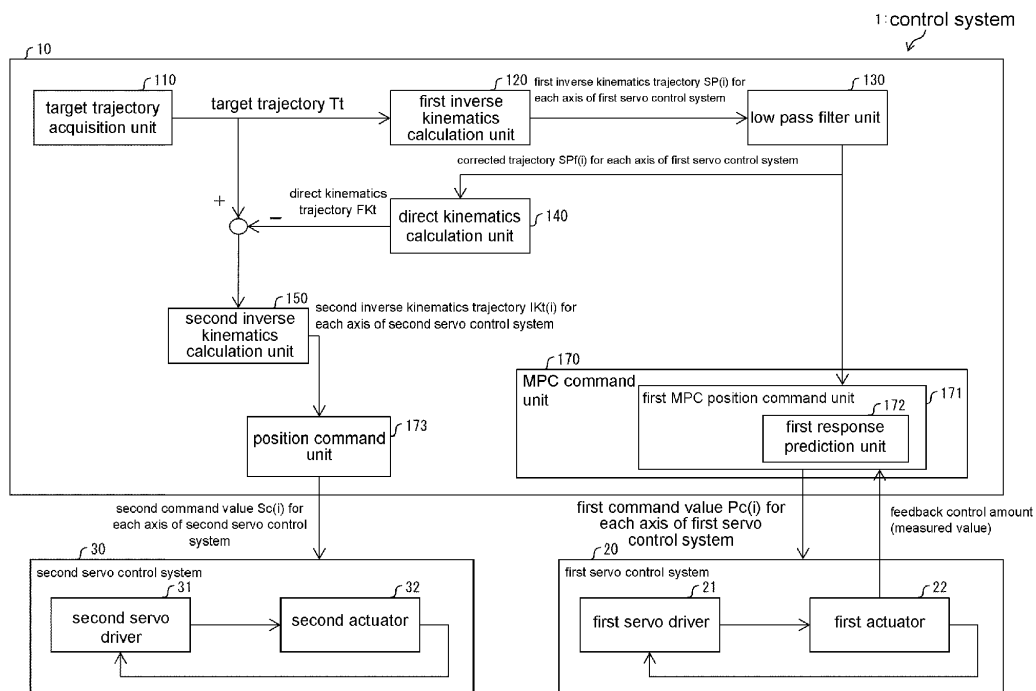 1: control system
10
110
target trajectory
acquisition unit
target trajectory Tt
120
first inverse
kinematics
calculation unit
first inverse kinematics trajectory SP(i) for
each axis of first servo control system
130
low pass filter unit
corrected trajectory SPf(i) for each axis of first servo control system
+
−
direct kinematics
trajectory FKt
direct kinematics
calculation unit
140
150
second inverse
kinematics
calculation unit
second inverse kinematics trajectory IKt(i) for
each axis of second servo control system
170
MPC command
unit
first MPC position command unit
171
172
first response
prediction unit
position command
unit
173
second command value Sc(i) for
each axis of second servo control
system
first command value Pc(i) for
each axis of first servo
control system
feedback control amount
(measured value)
30
second servo control system
31
second servo
driver
32
second actuator
20
first servo control system
21
first servo driver
22
first actuator